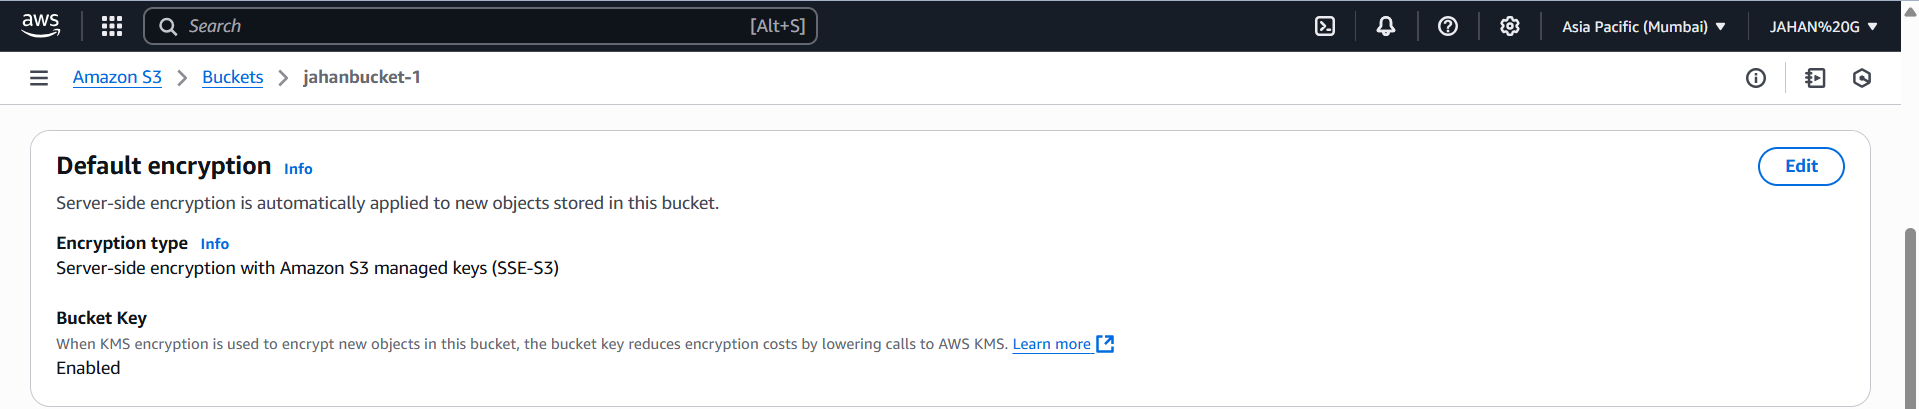 aws Search [Alt+S] Asia Pacific (Mumbai) JAHAN%20G
Amazon S3 Buckets jahanbucket-1
Default encryption Info Edit
Server-side encryption is automatically applied to new objects stored in this bucket.
Encryption type Info
Server-side encryption with Amazon S3 managed keys (SSE-S3)
Bucket Key
When KMS encryption is used to encrypt new objects in this bucket, the bucket key reduces encryption costs by lowering calls to AWS KMS. Learn more
Enabled